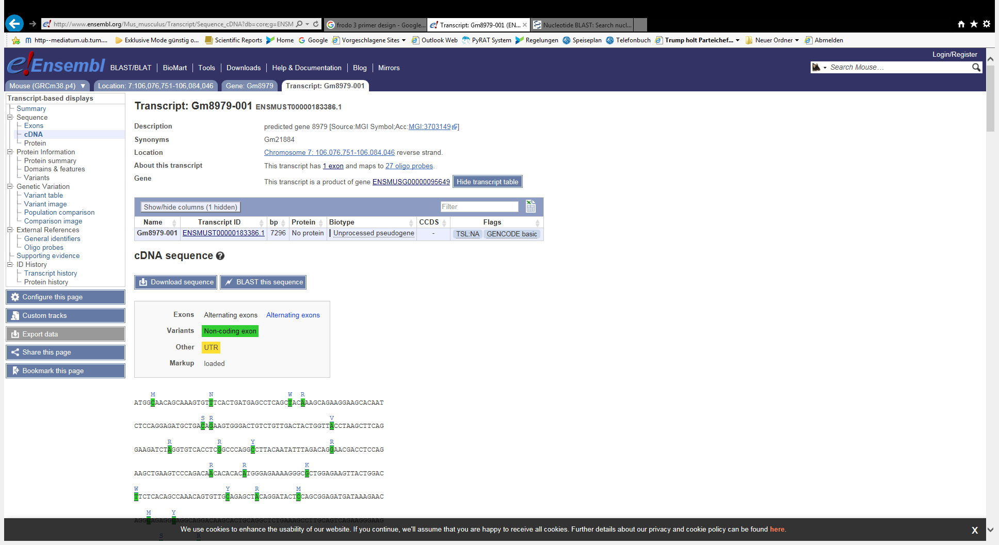 http://www.ensembl.org/Mus_musculus/Transcript/Sequence_cDNA?db=core;g=ENSM
frodo 3 primer design - Google...
Transcript: Gm8979-001 (EN...
Nucleotide BLAST: Search nucl...
http--mediatum.ub.tum....
Exklusive Mode günstig o...
Scientific Reports
Home
Google
Vorgeschlagene Sites
Outlook Web
PyRAT System
Regelungen
Speiseplan
Telefonbuch
Trump holt Parteichef...
Neuer Ordner
Abmelden
Login/Register
e!Ensembl
BLAST/BLAT | BioMart | Tools | Downloads | Help & Documentation | Blog | Mirrors
Search Mouse…
Mouse (GRCm38.p4) ▼
Location: 7:106,076,751-106,084,046
Gene: Gm8979
Transcript: Gm8979-001
Transcript-based displays
Summary
Sequence
Exons
cDNA
Protein
Protein Information
Protein summary
Domains & features
Variants
Genetic Variation
Variant table
Variant image
Population comparison
Comparison image
External References
General identifiers
Oligo probes
Supporting evidence
ID History
Transcript history
Protein history
Configure this page
Custom tracks
Export data
Share this page
Bookmark this page
Transcript: Gm8979-001 ENSMUST00000183386.1
Description predicted gene 8979 [Source:MGI Symbol;Acc:MGI:3703149]
Synonyms Gm21884
Location Chromosome 7: 106,076,751-106,084,046 reverse strand.
About this transcript This transcript has 1 exon and maps to 27 oligo probes.
Gene This transcript is a product of gene ENSMUSG00000095649 Hide transcript table
Show/hide columns (1 hidden) Filter
Name Transcript ID bp Protein Biotype CCDS Flags
Gm8979-001 ENSMUST00000183386.1 7296 No protein Unprocessed pseudogene - TSL:NA GENCODE basic
cDNA sequence ?
Download sequence BLAST this sequence
Exons Alternating exons Alternating exons
Variants Non-coding exon
Other UTR
Markup loaded
M N W R
ATGGCAACAGCAAAGTGTTTCACTGATGAGCCTCAGCTACAAAGCAGAAGGAAGCACAAT
S R V
CTCCAGGAGATGCTGACAGAAGTGGGACTGTCTGTTGACTACTGGTTACCTAAGCTTCAG
R R Y R
GAAGATCTAGGTGTCACCTCGGCCCAGGCCTTACAATATTTAGACAGGAACGACCTCCAG
R R K
AAGCTGAAGTCCCAGACAACACACACATGGGAGAAAAGGGCGCTGGAGAAGTTACTGGAC
W Y R M
TTCTCACAGCCAAACAGTGTTGCAGAGCTACAGGATACTCCAGCGGAGATGATAAAGAAC
M Y
AGGCAGAGGCAGGCAGGACAAGCACTGCAGGCTCTGAAAGCCTTGCAGTCAGAAGGGAAG
S R
We use cookies to enhance the usability of our website. If you continue, we'll assume that you are happy to receive all cookies. Further details about our privacy and cookie policy can be found here.
X